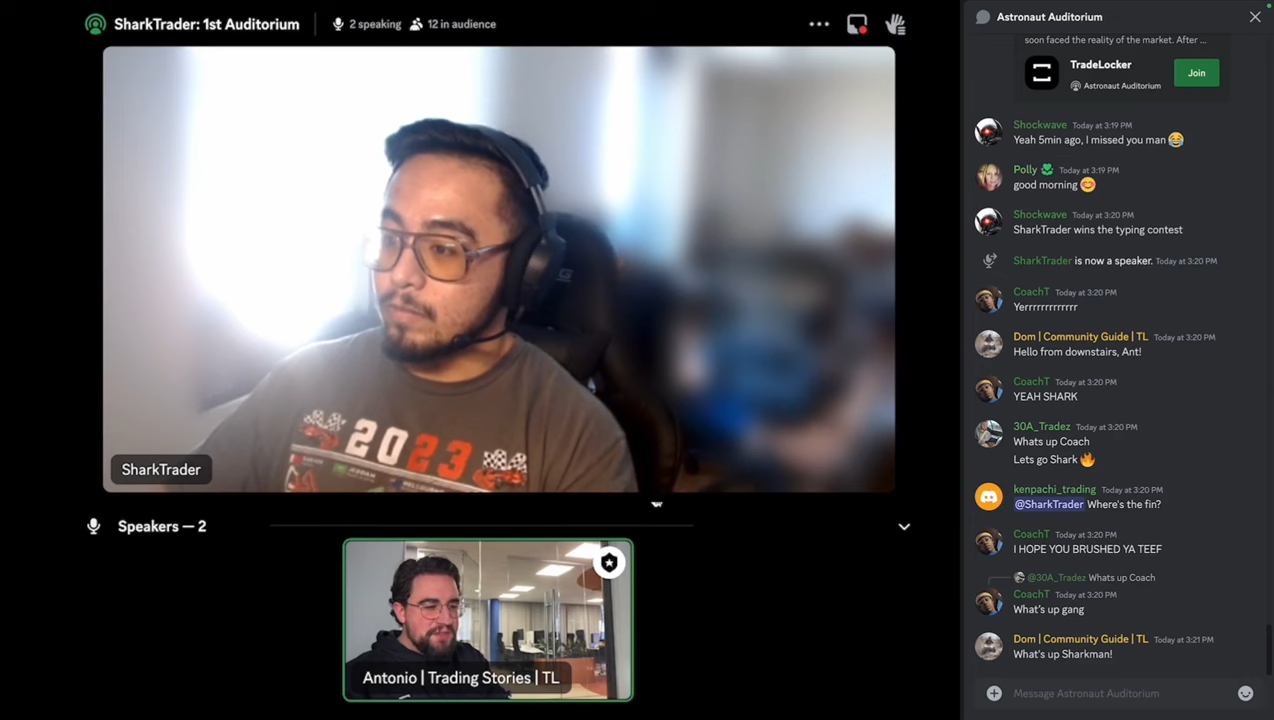 SharkTrader: 1st Auditorium
2 speaking
12 in audience
2023
JEDDAH
SharkTrader
Speakers — 2
Antonio | Trading Stories | TL
Astronaut Auditorium
soon faced the reality of the market. After ...
TradeLocker
Astronaut Auditorium
Join
Shockwave Today at 3:19 PM
Yeah 5min ago, I missed you man
Polly Today at 3:19 PM
good morning
Shockwave Today at 3:20 PM
SharkTrader wins the typing contest
SharkTrader is now a speaker. Today at 3:20 PM
CoachT Today at 3:20 PM
Yerrrrrrrrrrrr
Dom | Community Guide | TL Today at 3:20 PM
Hello from downstairs, Ant!
CoachT Today at 3:20 PM
YEAH SHARK
30A_Tradez Today at 3:20 PM
Whats up Coach
Lets go Shark
kenpachi_trading Today at 3:20 PM
@SharkTrader Where's the fin?
CoachT Today at 3:20 PM
I HOPE YOU BRUSHED YA TEEF
@30A_Tradez Whats up Coach
CoachT Today at 3:20 PM
What's up gang
Dom | Community Guide | TL Today at 3:21 PM
What's up Sharkman!
Message Astronaut Auditorium